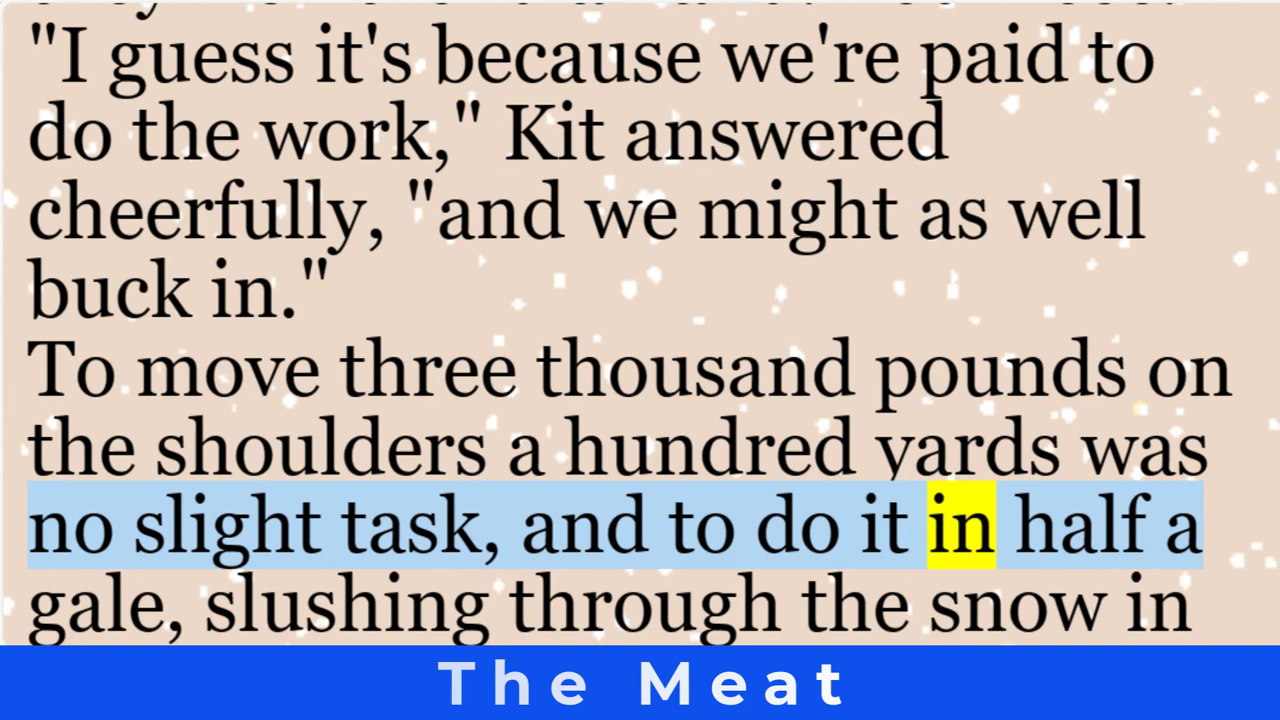 "I guess it's because we're paid to
do the work," Kit answered
cheerfully, "and we might as well
buck in."
To move three thousand pounds on
the shoulders a hundred yards was
no slight task, and to do it in half a
gale, slushing through the snow in
The Meat